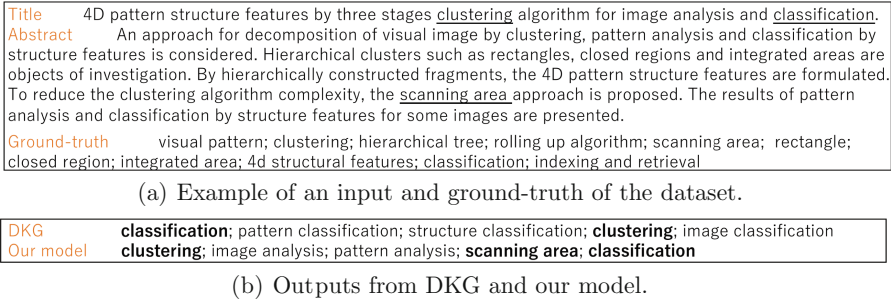 Title 4D pattern structure features by three stages clustering algorithm for image analysis and classification.
Abstract An approach for decomposition of visual image by clustering, pattern analysis and classification by
structure features is considered. Hierarchical clusters such as rectangles, closed regions and integrated areas are
objects of investigation. By hierarchically constructed fragments, the 4D pattern structure features are formulated.
To reduce the clustering algorithm complexity, the scanning area approach is proposed. The results of pattern
analysis and classification by structure features for some images are presented.
Ground-truth visual pattern; clustering; hierarchical tree; rolling up algorithm; scanning area; rectangle;
closed region; integrated area; 4d structural features; classification; indexing and retrieval
(a) Example of an input and ground-truth of the dataset.
DKG classification; pattern classification; structure classification; clustering; image classification
Our model clustering; image analysis; pattern analysis; scanning area; classification
(b) Outputs from DKG and our model.